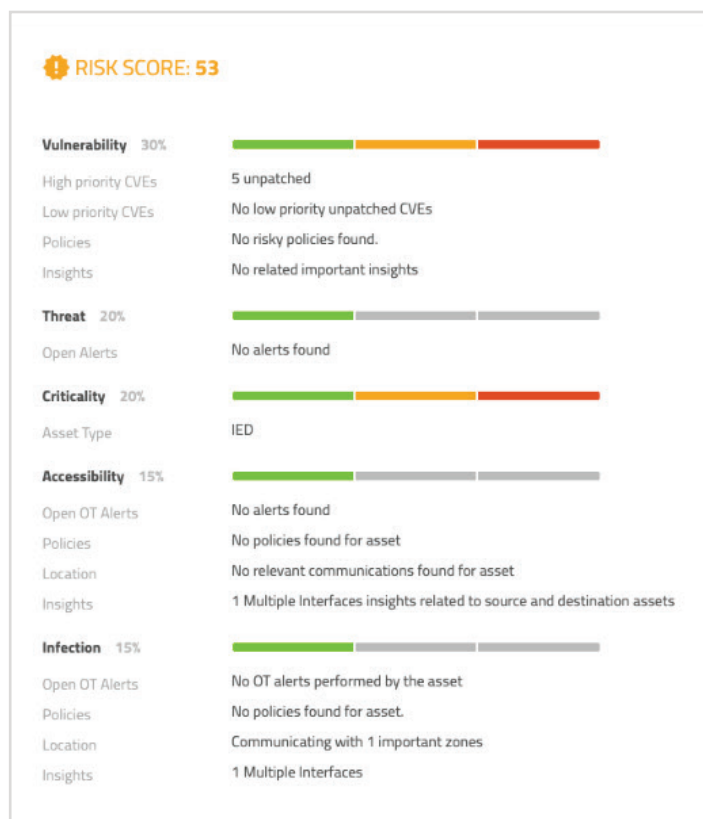 RISK SCORE: 53
Vulnerability 30%
High priority CVEs 5 unpatched
Low priority CVEs No low priority unpatched CVEs
Policies No risky policies found.
Insights No related important insights
Threat 20%
Open Alerts No alerts found
Criticality 20%
Asset Type IED
Accessibility 15%
Open OT Alerts No alerts found
Policies No policies found for asset
Location No relevant communications found for asset
Insights 1 Multiple Interfaces insights related to source and destination assets
Infection 15%
Open OT Alerts No OT alerts performed by the asset
Policies No policies found for asset.
Location Communicating with 1 important zones
Insights 1 Multiple Interfaces